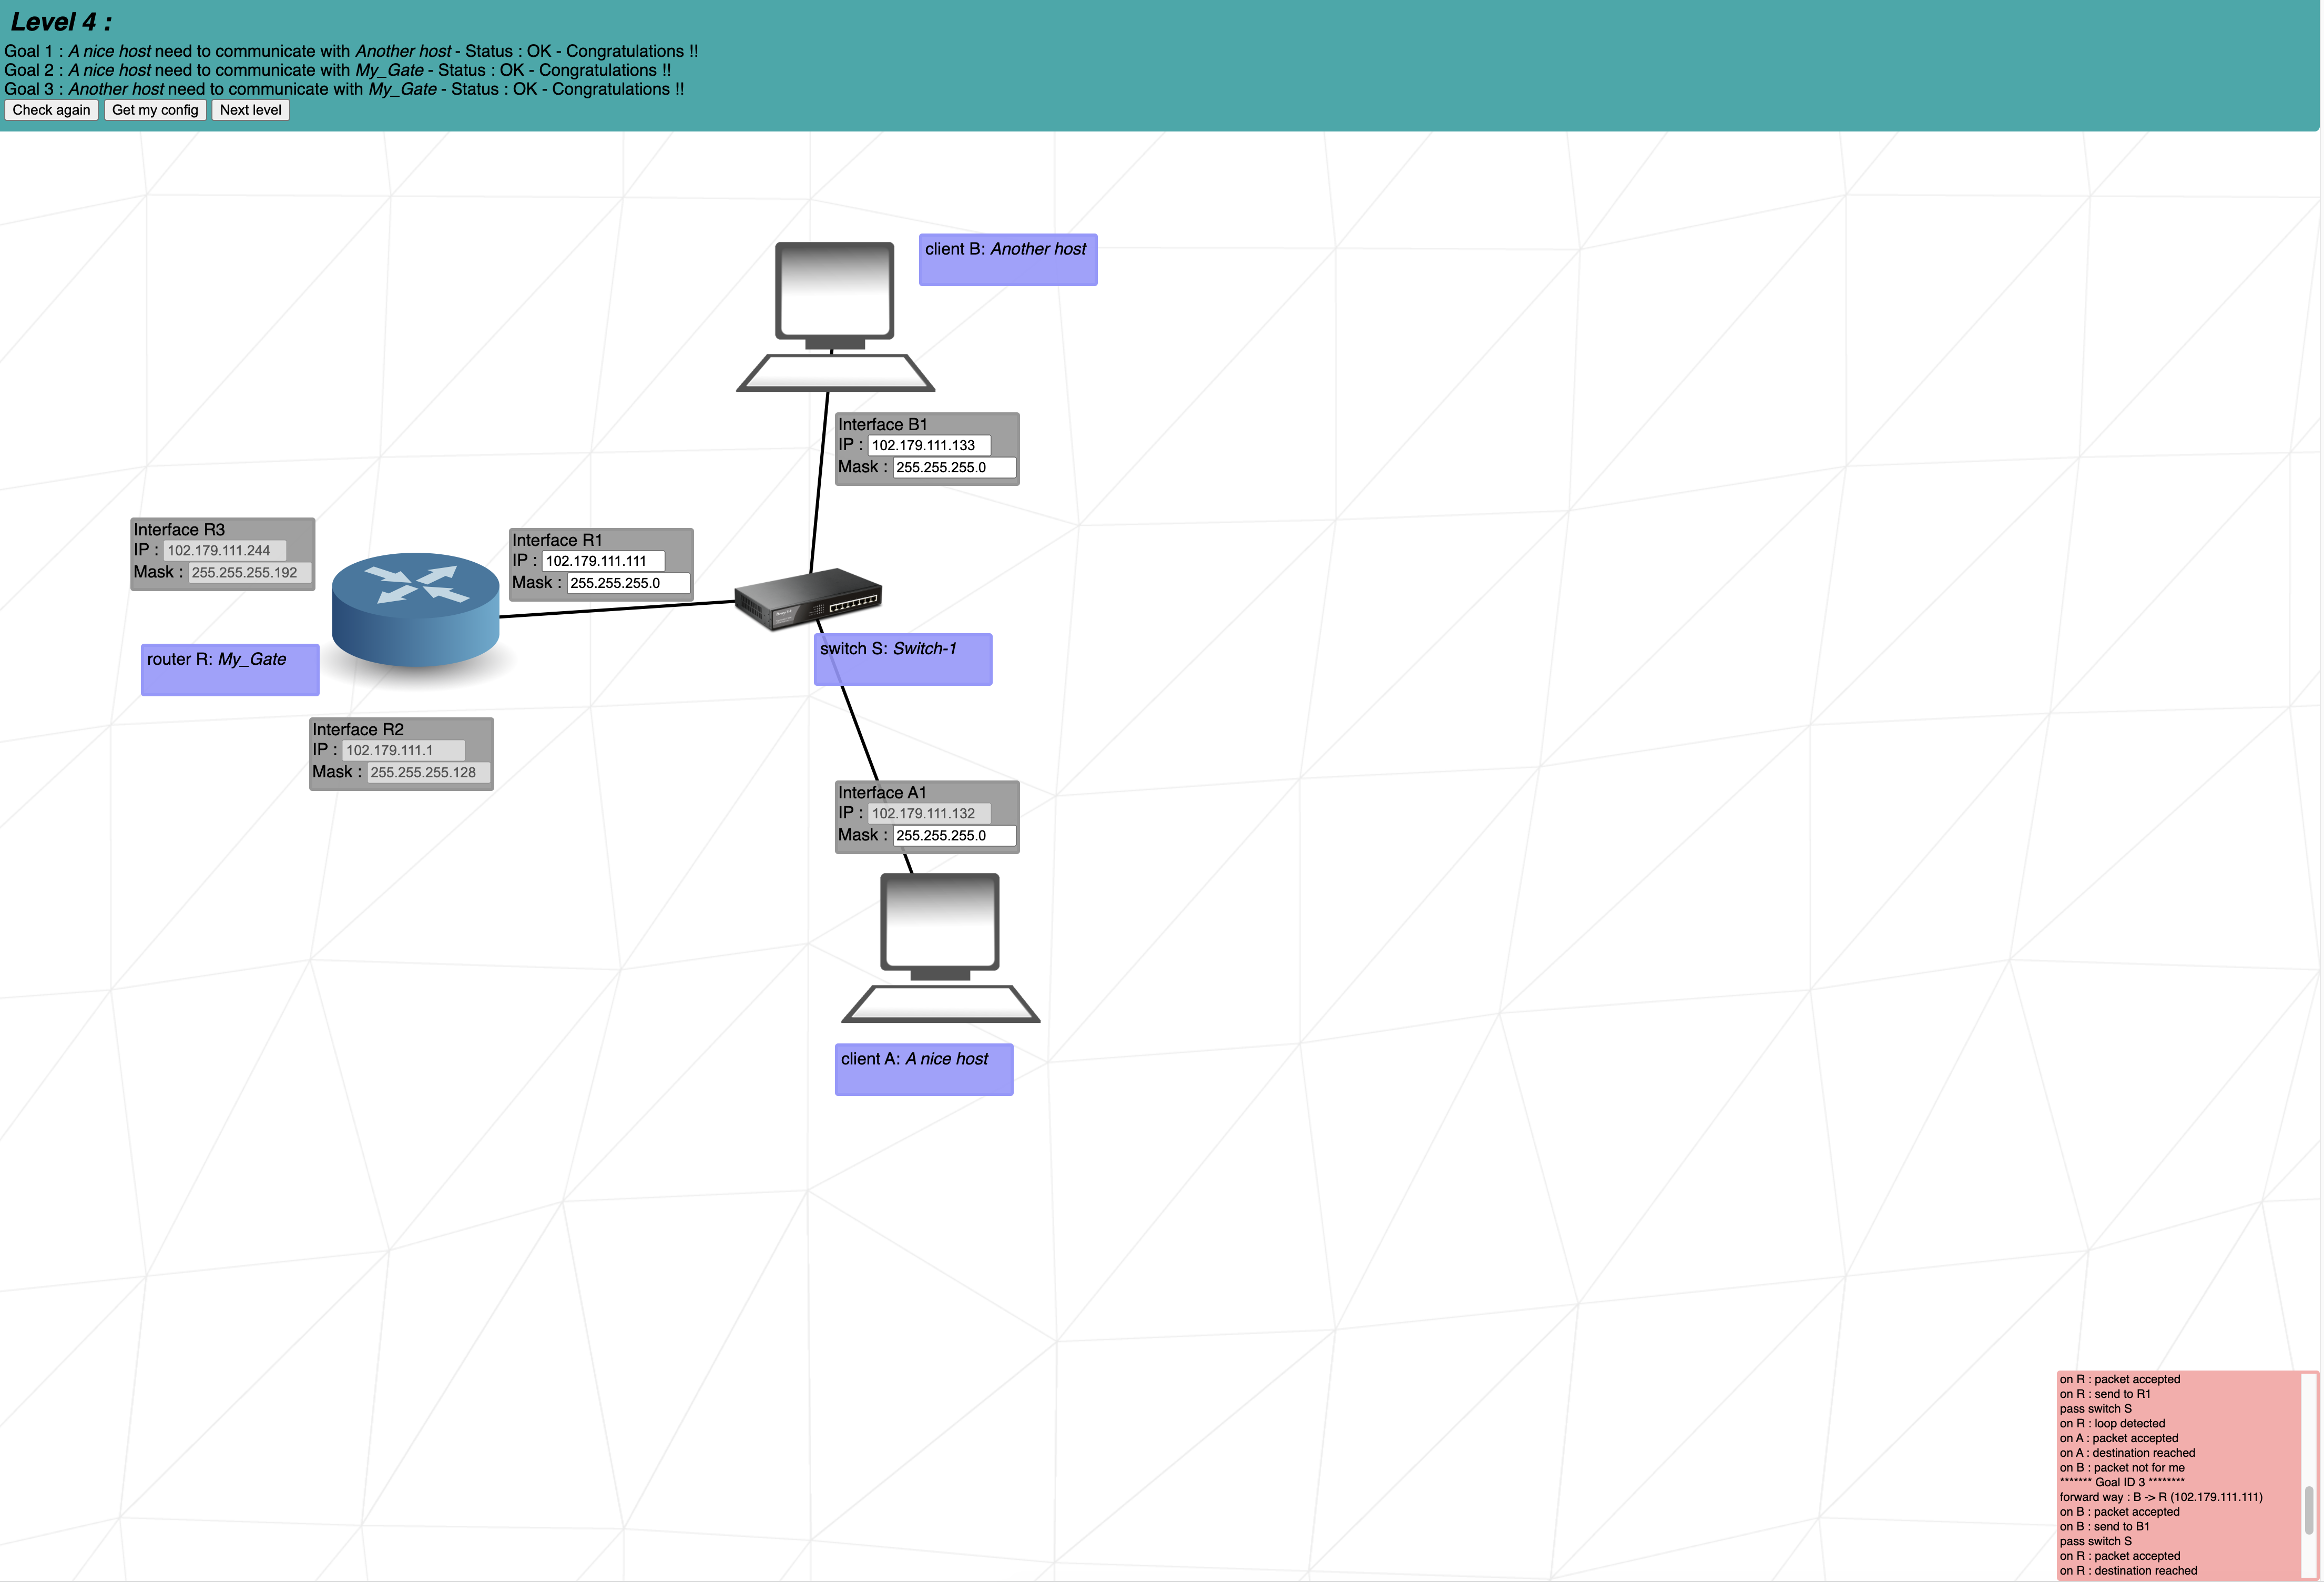 Level 4 :
Goal 1 : A nice host need to communicate with Another host - Status : OK - Congratulations !!
Goal 2 : A nice host need to communicate with My_Gate - Status : OK - Congratulations !!
Goal 3 : Another host need to communicate with My_Gate - Status : OK - Congratulations !!
Check again Get my config Next level
client B: Another host
Interface B1
IP : 102.179.111.133
Mask : 255.255.255.0
Interface R3
IP : 102.179.111.244
Mask : 255.255.255.192
Interface R1
IP : 102.179.111.111
Mask : 255.255.255.0
router R: My_Gate
switch S: Switch-1
Interface R2
IP : 102.179.111.1
Mask : 255.255.255.128
Interface A1
IP : 102.179.111.132
Mask : 255.255.255.0
client A: A nice host
on R : packet accepted
on R : send to R1
pass switch S
on R : loop detected
on A : packet accepted
on A : destination reached
on B : packet not for me
******* Goal ID 3 ********
forward way : B -> R (102.179.111.111)
on B : packet accepted
on B : send to B1
pass switch S
on R : packet accepted
on R : destination reached